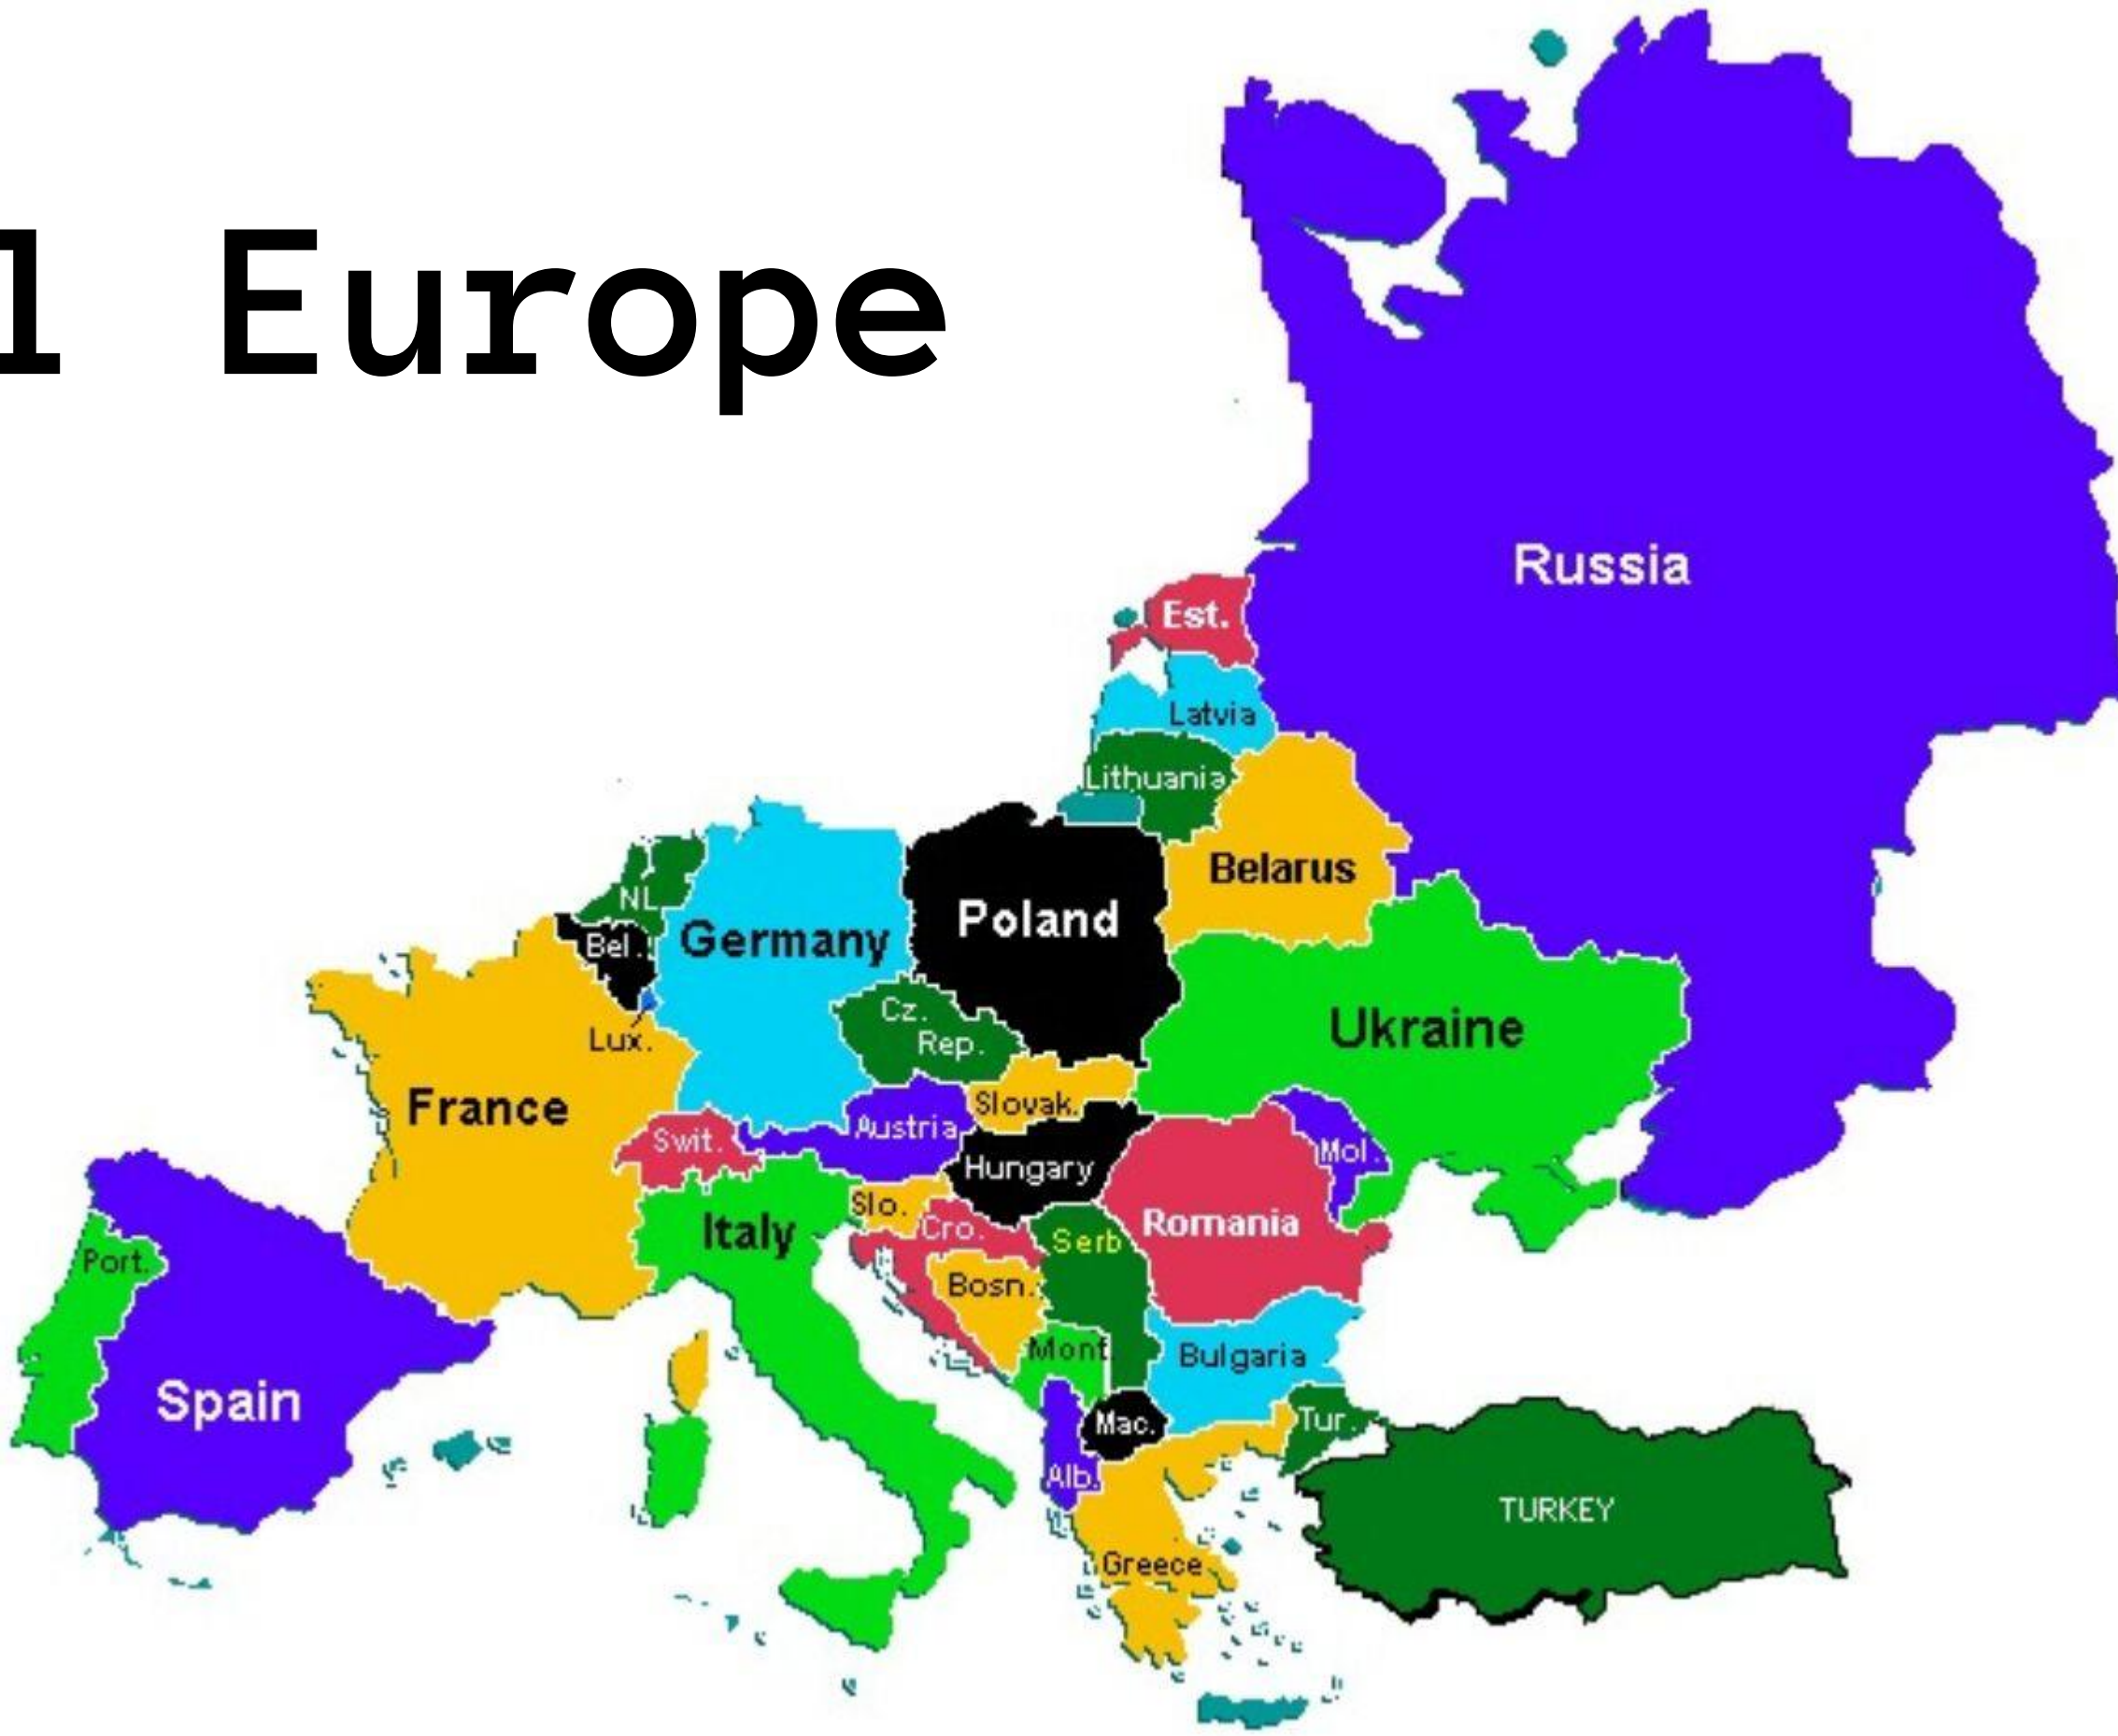 l Europe
Russia
Est.
Latvia
Lithuania
Belarus
NL
Bel.
Germany
Poland
Lux.
Cz.
Rep.
Ukraine
France
Slovak.
Austria
Swit.
Mol.
Hungary
Slo.
Italy
Cro.
Romania
Serb
Port.
Bosn.
Mont.
Bulgaria
Spain
Mac.
Tur.
Alb.
TURKEY
Greece